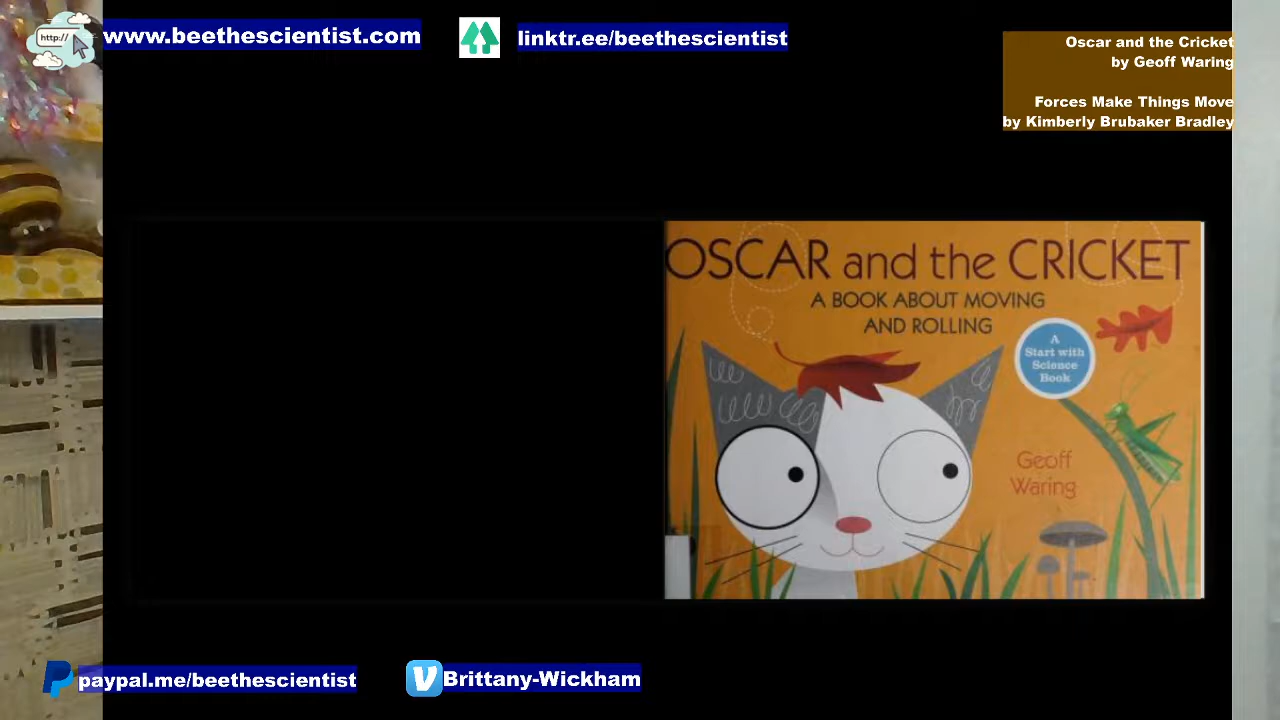 http://
www.beethescientist.com
linktr.ee/beethescientist
Oscar and the Cricket
by Geoff Waring
Forces Make Things Move
by Kimberly Brubaker Bradley
OSCAR and the CRICKET
A BOOK ABOUT MOVING
AND ROLLING
A
Start with
Science
Book
Geoff
Waring
paypal.me/beethescientist
Brittany-Wickham